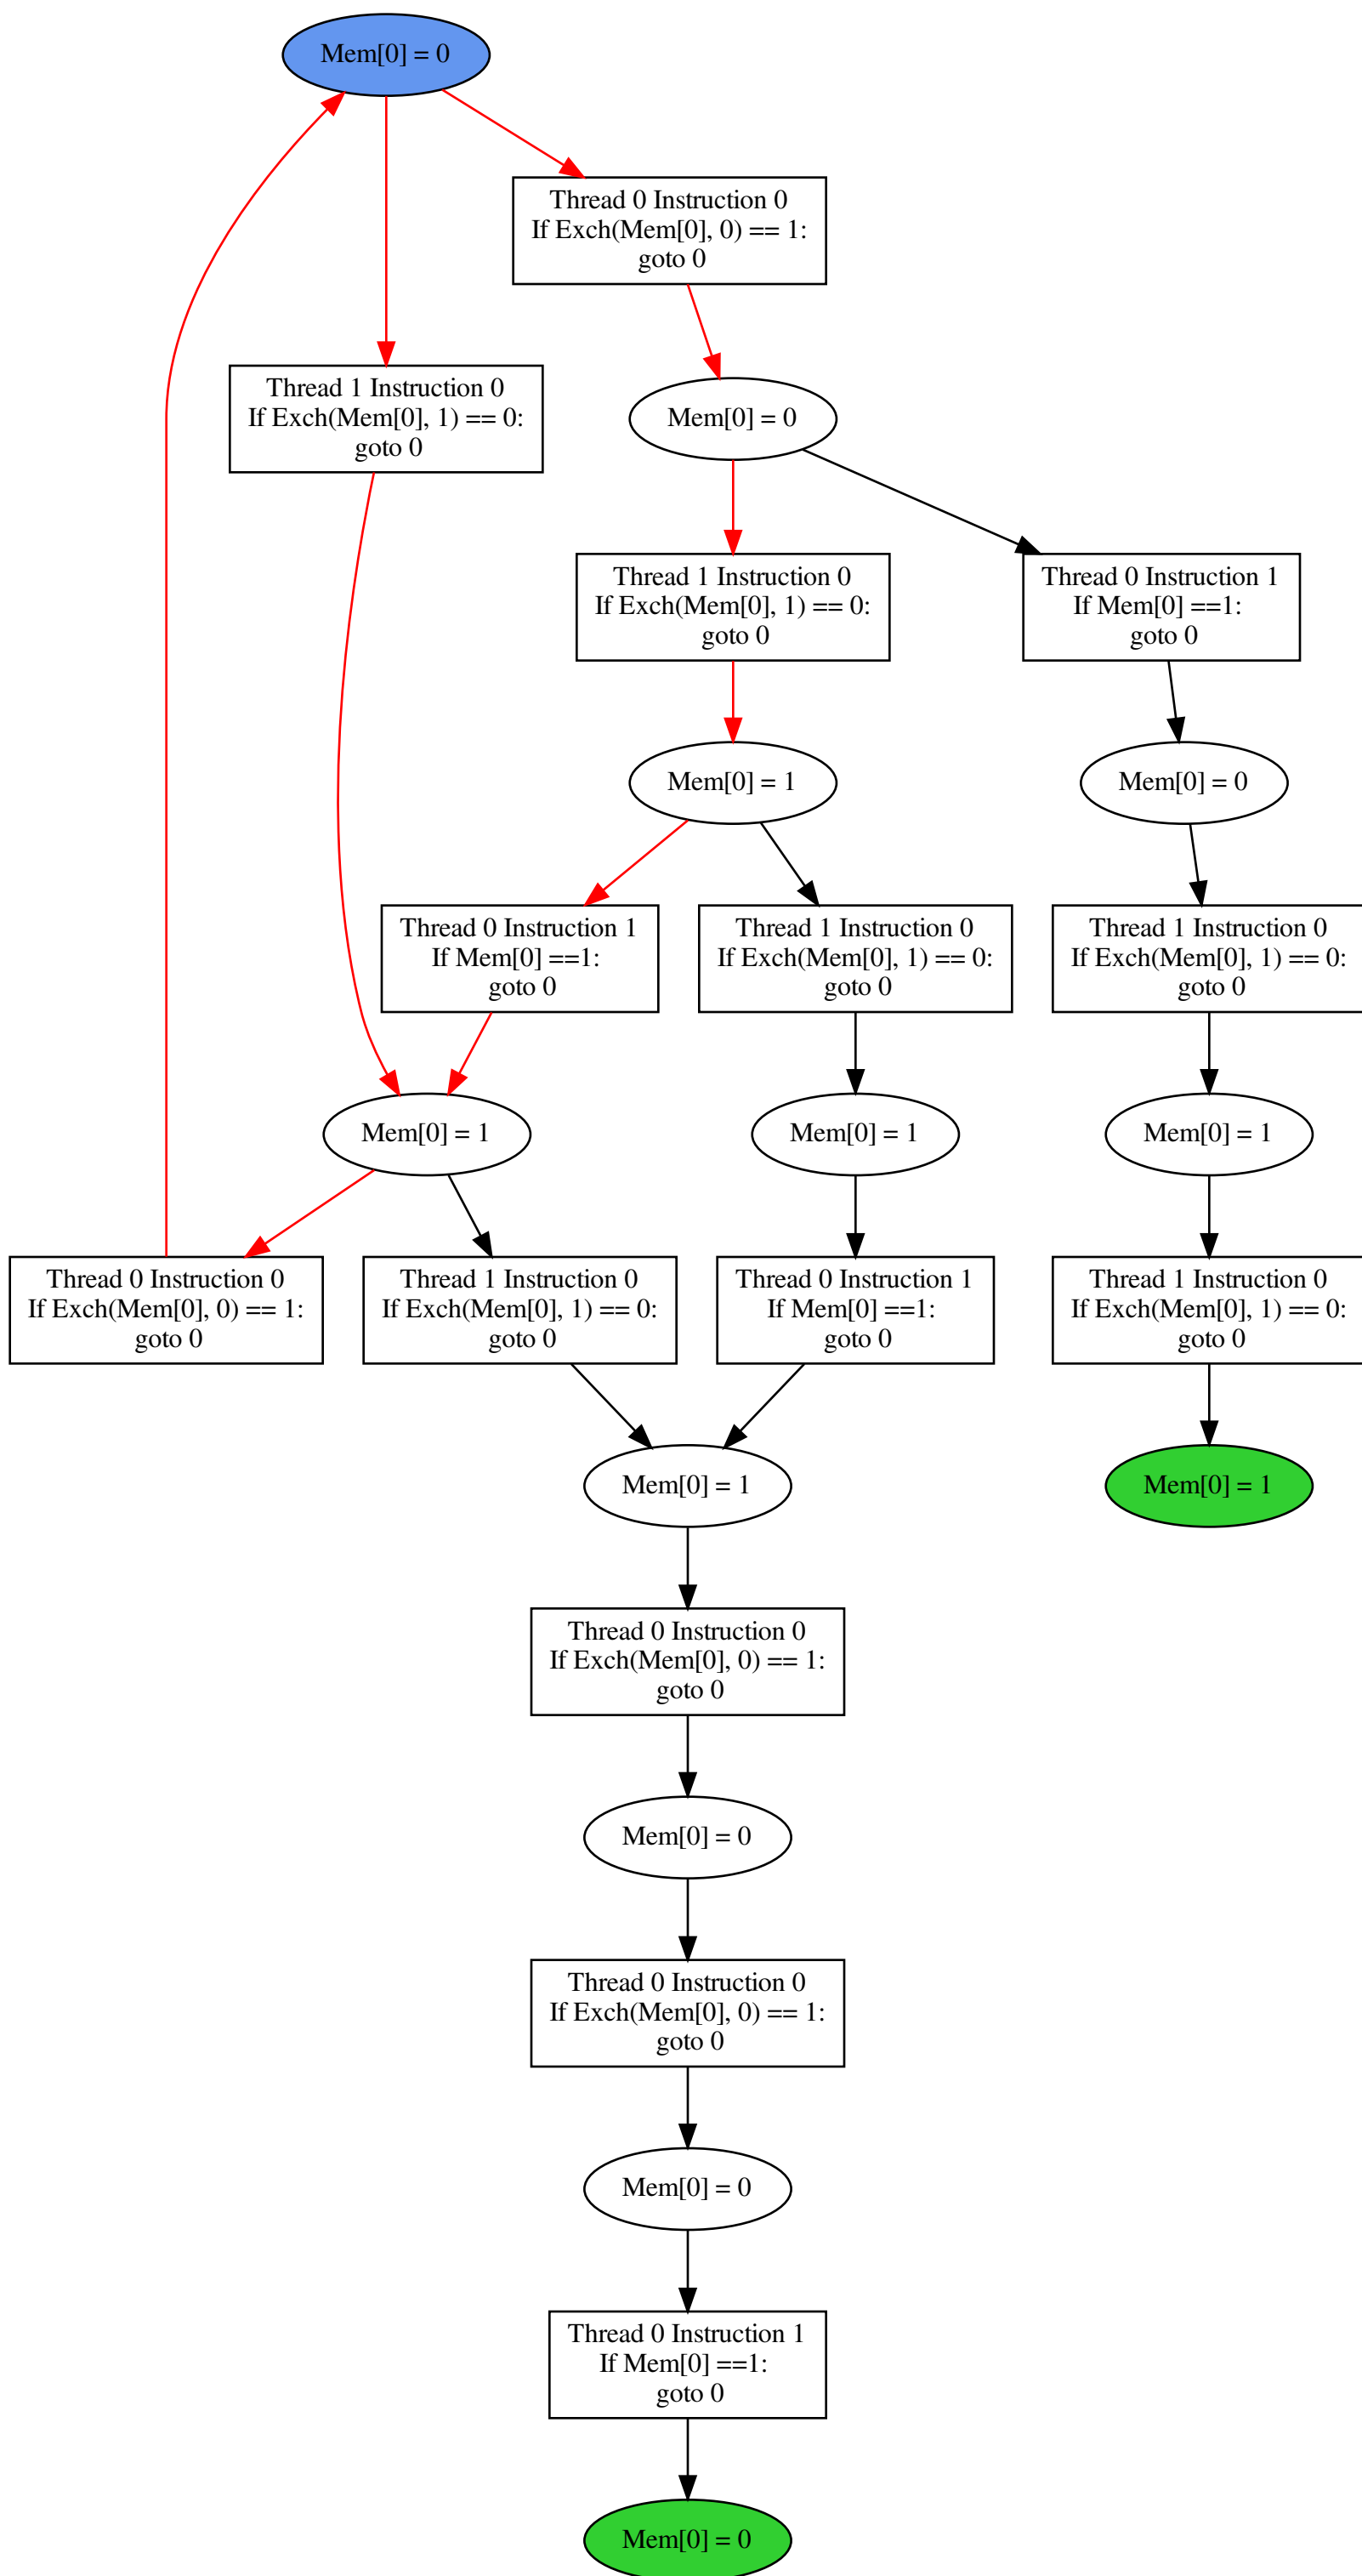 Mem[0] = 0
Thread 0 Instruction 0
If Exch(Mem[0], 0) == 1:
goto 0
Thread 1 Instruction 0
If Exch(Mem[0], 1) == 0:
goto 0
Mem[0] = 0
Thread 1 Instruction 0
If Exch(Mem[0], 1) == 0:
goto 0
Thread 0 Instruction 1
If Mem[0] ==1:
goto 0
Mem[0] = 1
Mem[0] = 0
Thread 0 Instruction 1
If Mem[0] ==1:
goto 0
Thread 1 Instruction 0
If Exch(Mem[0], 1) == 0:
goto 0
Thread 1 Instruction 0
If Exch(Mem[0], 1) == 0:
goto 0
Mem[0] = 1
Mem[0] = 1
Mem[0] = 1
Thread 0 Instruction 0
If Exch(Mem[0], 0) == 1:
goto 0
Thread 1 Instruction 0
If Exch(Mem[0], 1) == 0:
goto 0
Thread 0 Instruction 1
If Mem[0] ==1:
goto 0
Thread 1 Instruction 0
If Exch(Mem[0], 1) == 0:
goto 0
Mem[0] = 1
Mem[0] = 1
Thread 0 Instruction 0
If Exch(Mem[0], 0) == 1:
goto 0
Mem[0] = 0
Thread 0 Instruction 0
If Exch(Mem[0], 0) == 1:
goto 0
Mem[0] = 0
Thread 0 Instruction 1
If Mem[0] ==1:
goto 0
Mem[0] = 0